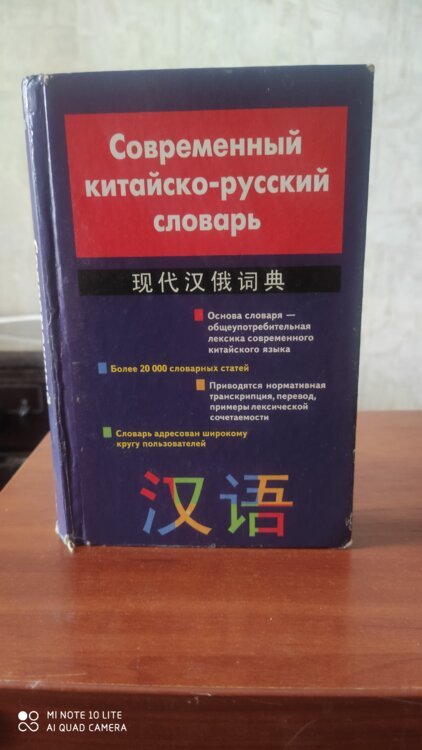 Современный
китайско-русский
словарь
现代汉俄词典
Основа словаря —
общеупотребительная
лексика современного
китайского языка
Более 20 000 словарных статей
Приводятся нормативная
транскрипция, перевод,
примеры лексической
сочетаемости
Словарь адресован широкому
кругу пользователей
汉语
MI NOTE 10 LITE
AI QUAD CAMERA